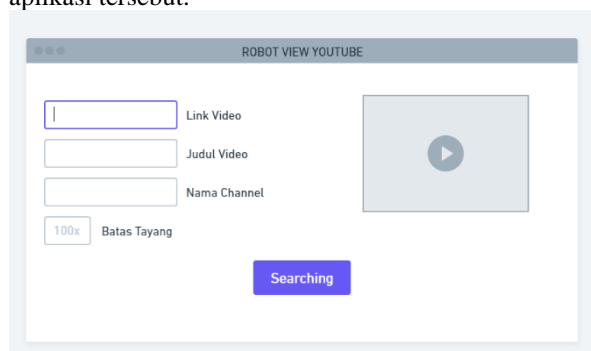 aplikasi tersebut.
ROBOT VIEW YOUTUBE
Link Video
Judul Video
Nama Channel
100x Batas Tayang
Searching